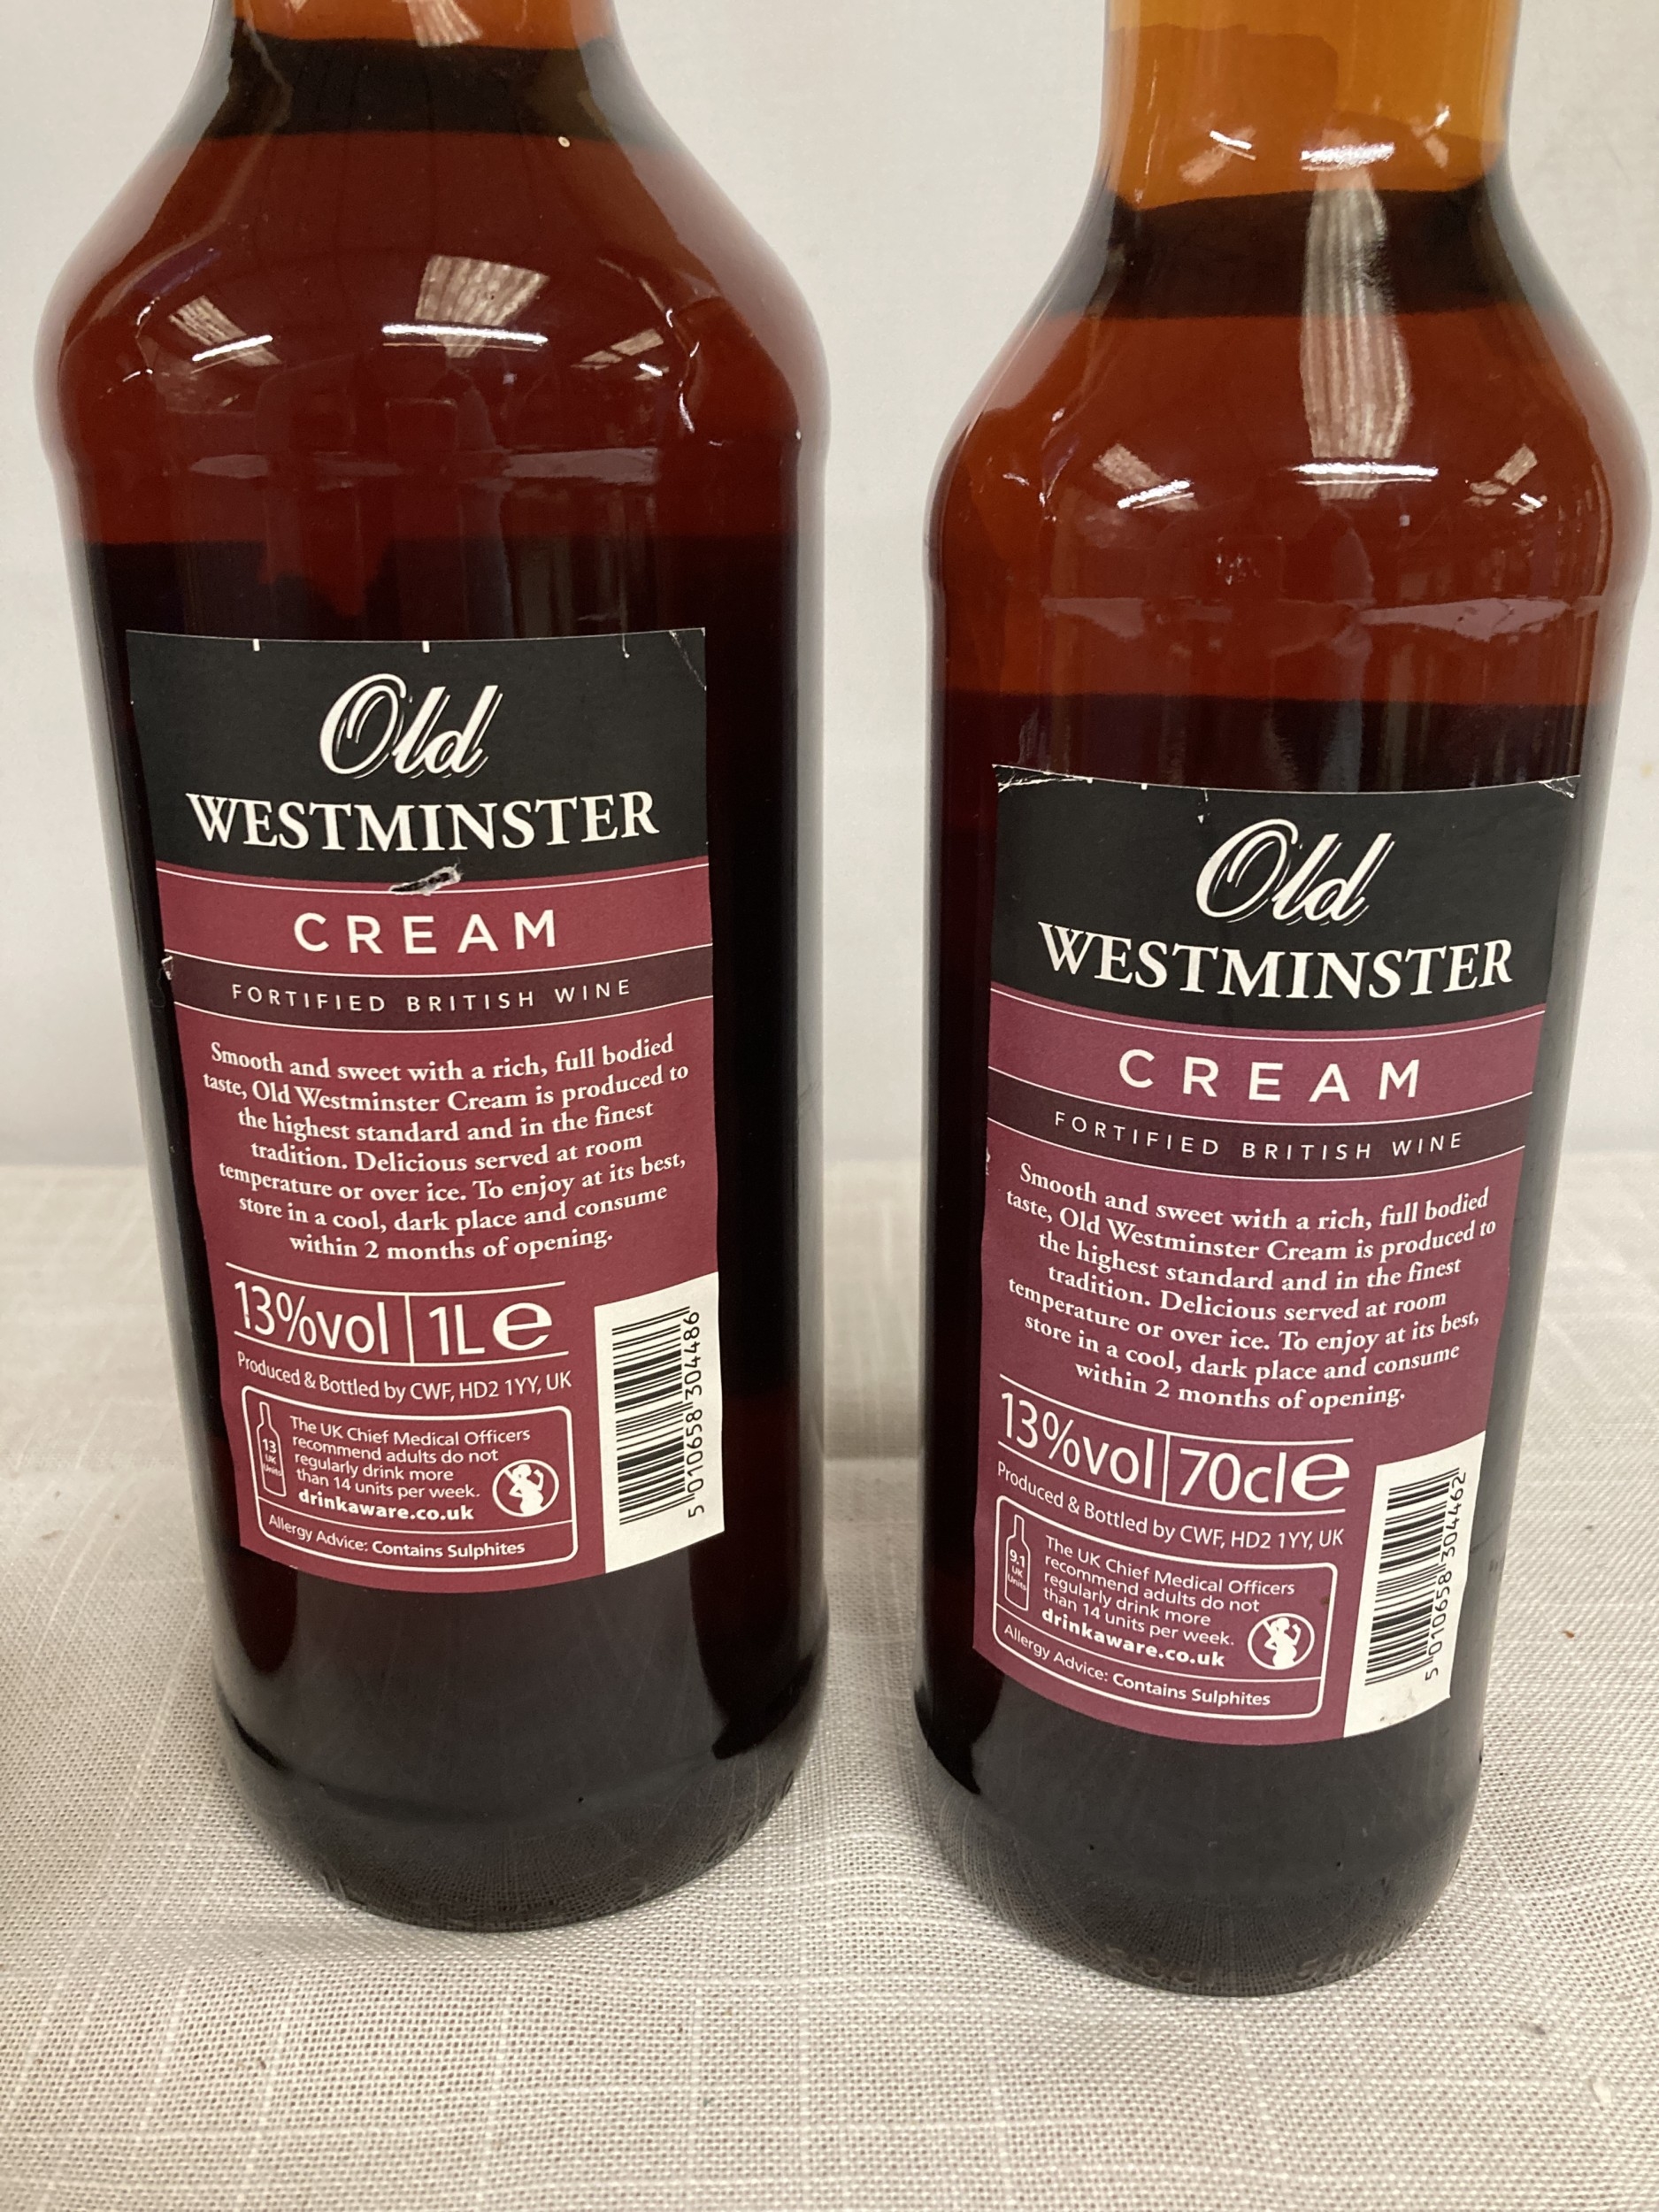 Old
WESTMINSTER
CREAM
FORTIFIED BRITISH WINE
Smooth and sweet with a rich, full bodied
taste, Old Westminster Cream is produced to
the highest standard and in the finest
tradition. Delicious served at room
temperature or over ice. To enjoy at its best,
store in a cool, dark place and consume
within 2 months of opening.
13%vol 1L e
Produced & Bottled by CWF, HD2 1YY, UK
13
UK
Units
The UK Chief Medical Officers
recommend adults do not
regularly drink more
than 14 units per week.
drinkaware.co.uk
Allergy Advice: Contains Sulphites
5 010658 304486
Old
WESTMINSTER
CREAM
FORTIFIED BRITISH WINE
Smooth and sweet with a rich, full bodied
taste, Old Westminster Cream is produced to
the highest standard and in the finest
tradition. Delicious served at room
temperature or over ice. To enjoy at its best,
store in a cool, dark place and consume
within 2 months of opening.
13%vol 70cl e
Produced & Bottled by CWF, HD2 1YY, UK
9.1
UK
Units
The UK Chief Medical Officers
recommend adults do not
regularly drink more
than 14 units per week.
drinkaware.co.uk
Allergy Advice: Contains Sulphites
5 010658 304462